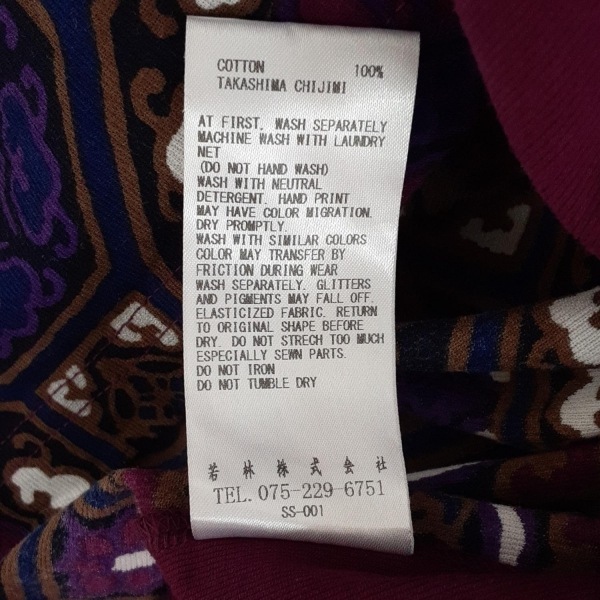 COTTON 100%
TAKASHIMA CHIJIMI
AT FIRST, WASH SEPARATELY
MACHINE WASH WITH LAUNDRY
NET
(DO NOT HAND WASH)
WASH WITH NEUTRAL
DETERGENT. HAND PRINT
MAY HAVE COLOR MIGRATION.
DRY PROMPTLY.
WASH WITH SIMILAR COLORS
COLOR MAY TRANSFER BY
FRICTION DURING WEAR
WASH SEPARATELY. GLITTERS
AND PIGMENTS MAY FALL OFF.
ELASTICIZED FABRIC. RETURN
TO ORIGINAL SHAPE BEFORE
DRY. DO NOT STRECH TOO MUCH
ESPECIALLY SEWN PARTS.
DO NOT IRON
DO NOT TUMBLE DRY
若林株式会社
TEL. 075-229-6751
SS-001